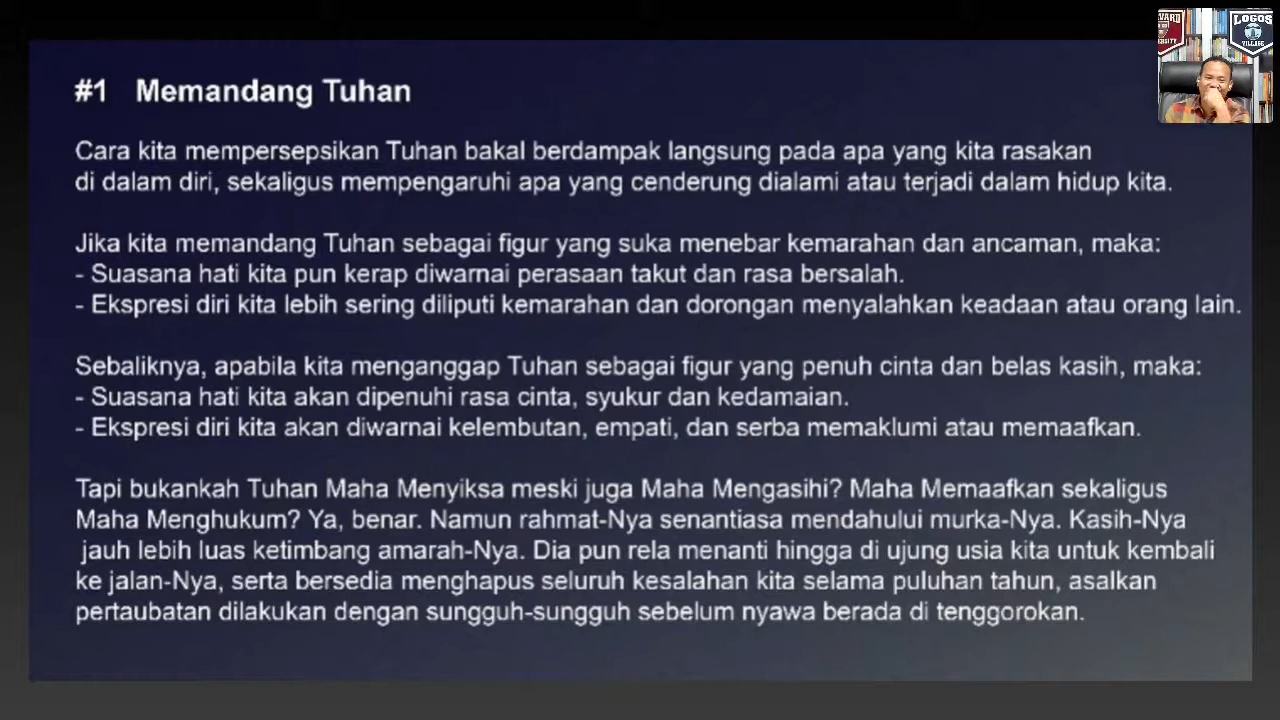 #1 Memandang Tuhan
Cara kita mempersepsikan Tuhan bakal berdampak langsung pada apa yang kita rasakan
di dalam diri, sekaligus mempengaruhi apa yang cenderung dialami atau terjadi dalam hidup kita.
Jika kita memandang Tuhan sebagai figur yang suka menebar kemarahan dan ancaman, maka:
- Suasana hati kita pun kerap diwarnai perasaan takut dan rasa bersalah.
- Ekspresi diri kita lebih sering diliputi kemarahan dan dorongan menyalahkan keadaan atau orang lain.
Sebaliknya, apabila kita menganggap Tuhan sebagai figur yang penuh cinta dan belas kasih, maka:
- Suasana hati kita akan dipenuhi rasa cinta, syukur dan kedamaian.
- Ekspresi diri kita akan diwarnai kelembutan, empati, dan serba memaklumi atau memaafkan.
Tapi bukankah Tuhan Maha Menyiksa meski juga Maha Mengasihi? Maha Memaafkan sekaligus
Maha Menghukum? Ya, benar. Namun rahmat-Nya senantiasa mendahului murka-Nya. Kasih-Nya
jauh lebih luas ketimbang amarah-Nya. Dia pun rela menanti hingga di ujung usia kita untuk kembali
ke jalan-Nya, serta bersedia menghapus seluruh kesalahan kita selama puluhan tahun, asalkan
pertaubatan dilakukan dengan sungguh-sungguh sebelum nyawa berada di tenggorokan.
LOGOS
VILLAGE